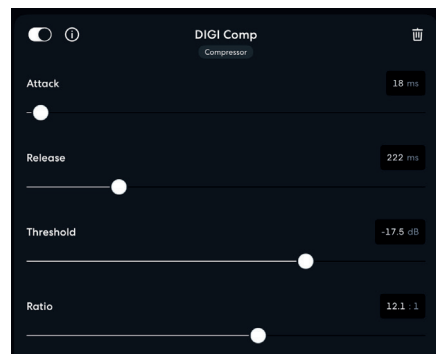 DIGI Comp
Compressor
Attack
18 ms
Release
222 ms
Threshold
-17.5 dB
Ratio
12.1 : 1